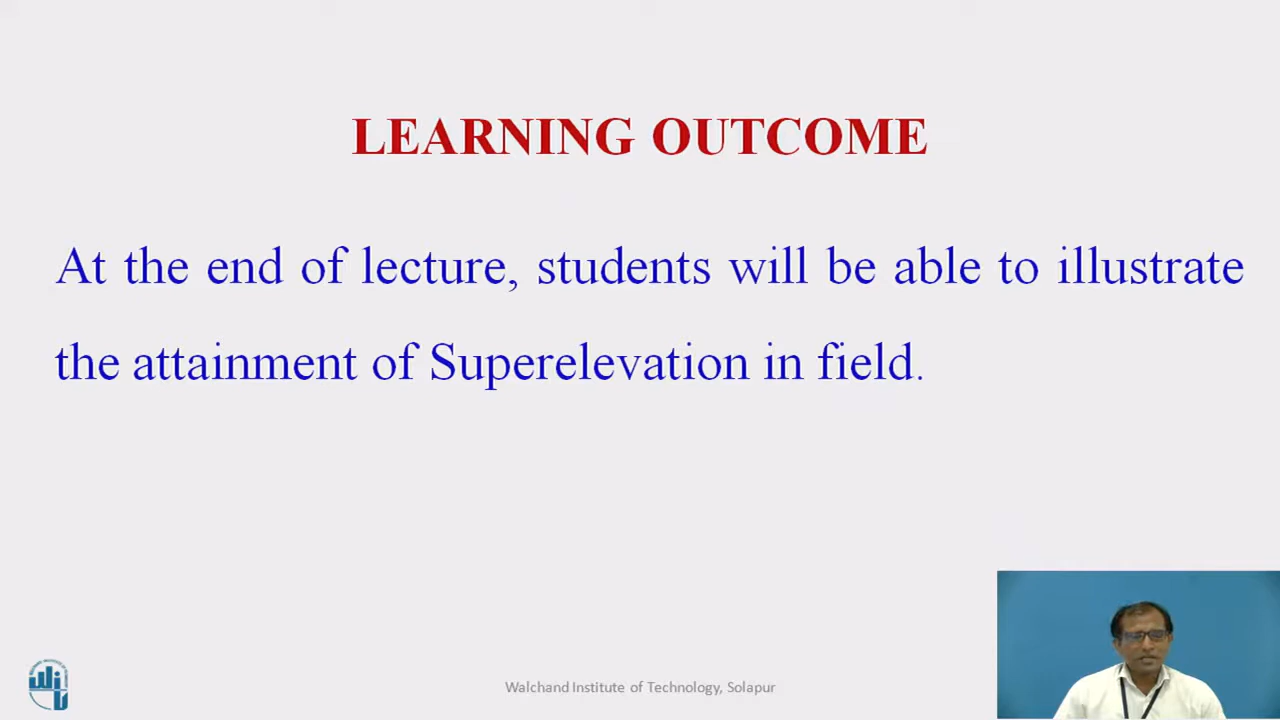 LEARNING OUTCOME
At the end of lecture, students will be able to illustrate
the attainment of Superelevation in field.
Walchand Institute of Technology, Solapur